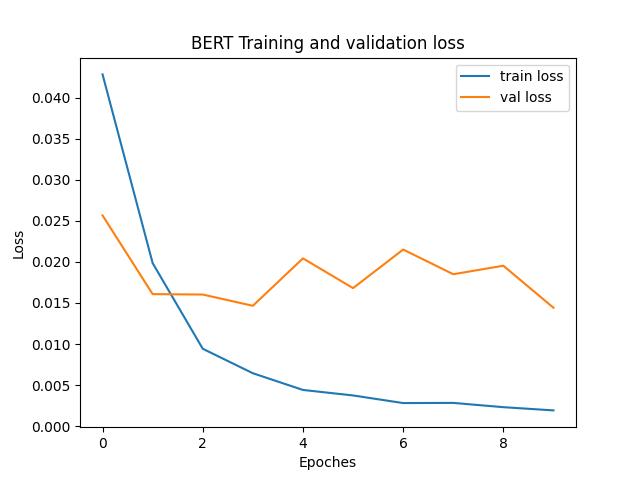 BERT Training and validation loss
train loss
val loss
0.040
0.035
0.030
0.025
0.020
0.015
0.010
0.005
0.000
Loss
0 2 4 6 8
Epoches